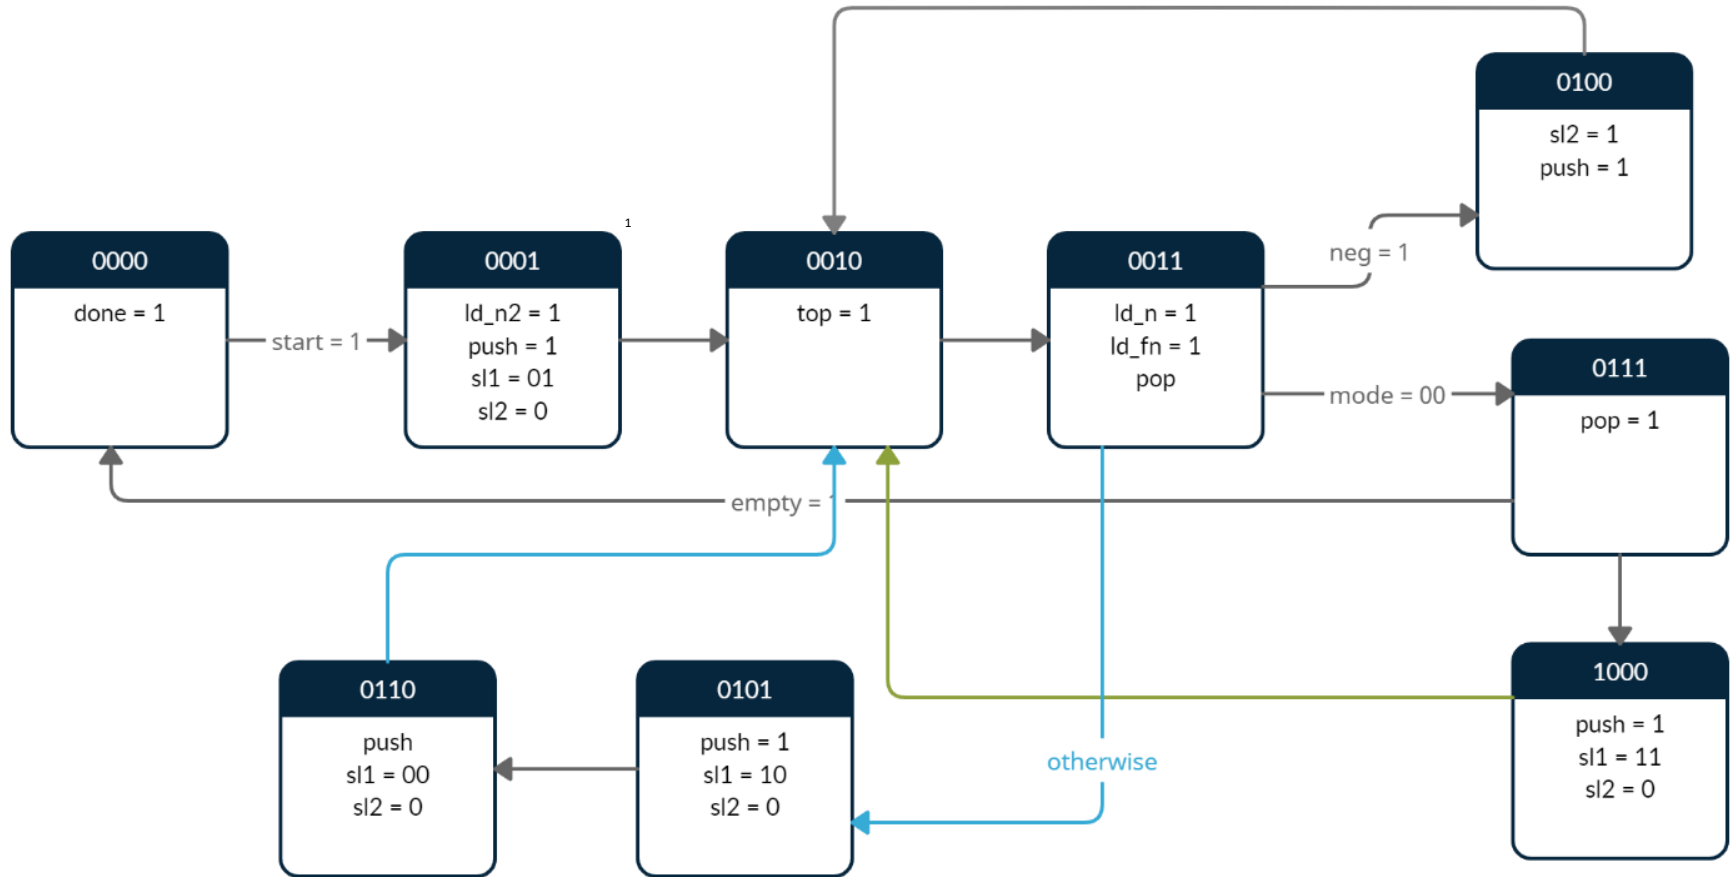 0100
sl2 = 1
push = 1
1
0000
done = 1
start = 1
0001
ld_n2 = 1
push = 1
sl1 = 01
sl2 = 0
0010
top = 1
0011
ld_n = 1
ld_fn = 1
pop
neg = 1
mode = 00
0111
pop = 1
empty = 1
0110
push
sl1 = 00
sl2 = 0
0101
push = 1
sl1 = 10
sl2 = 0
otherwise
1000
push = 1
sl1 = 11
sl2 = 0